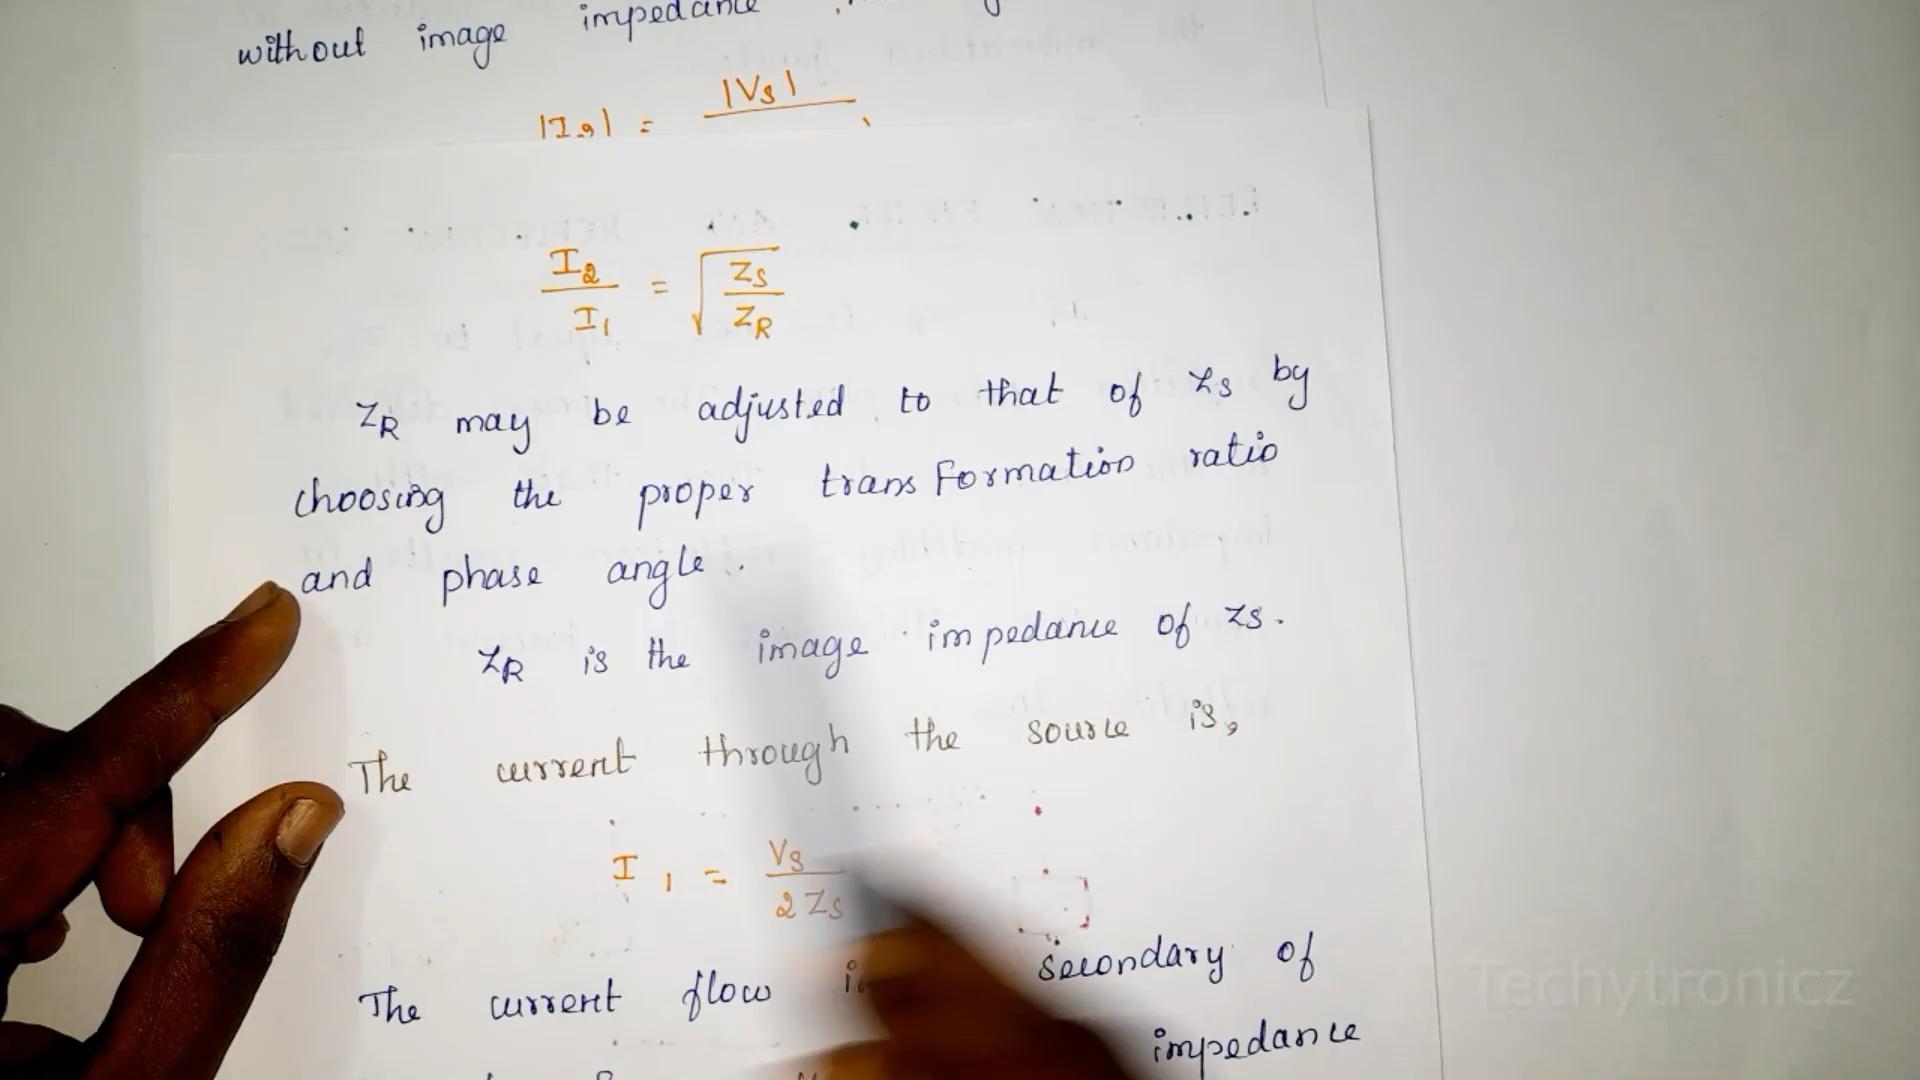 without image impedance
|I2| = |VS|
I2/I1 = √(ZS/ZR)
ZR may be adjusted to that of ZS by
choosing the proper transFormation ratio
and phase angle.
ZR is the image impedance of ZS.
The current through the source is,
I1 = VS/2ZS
The current flow secondary of
impedance
Techytronicz